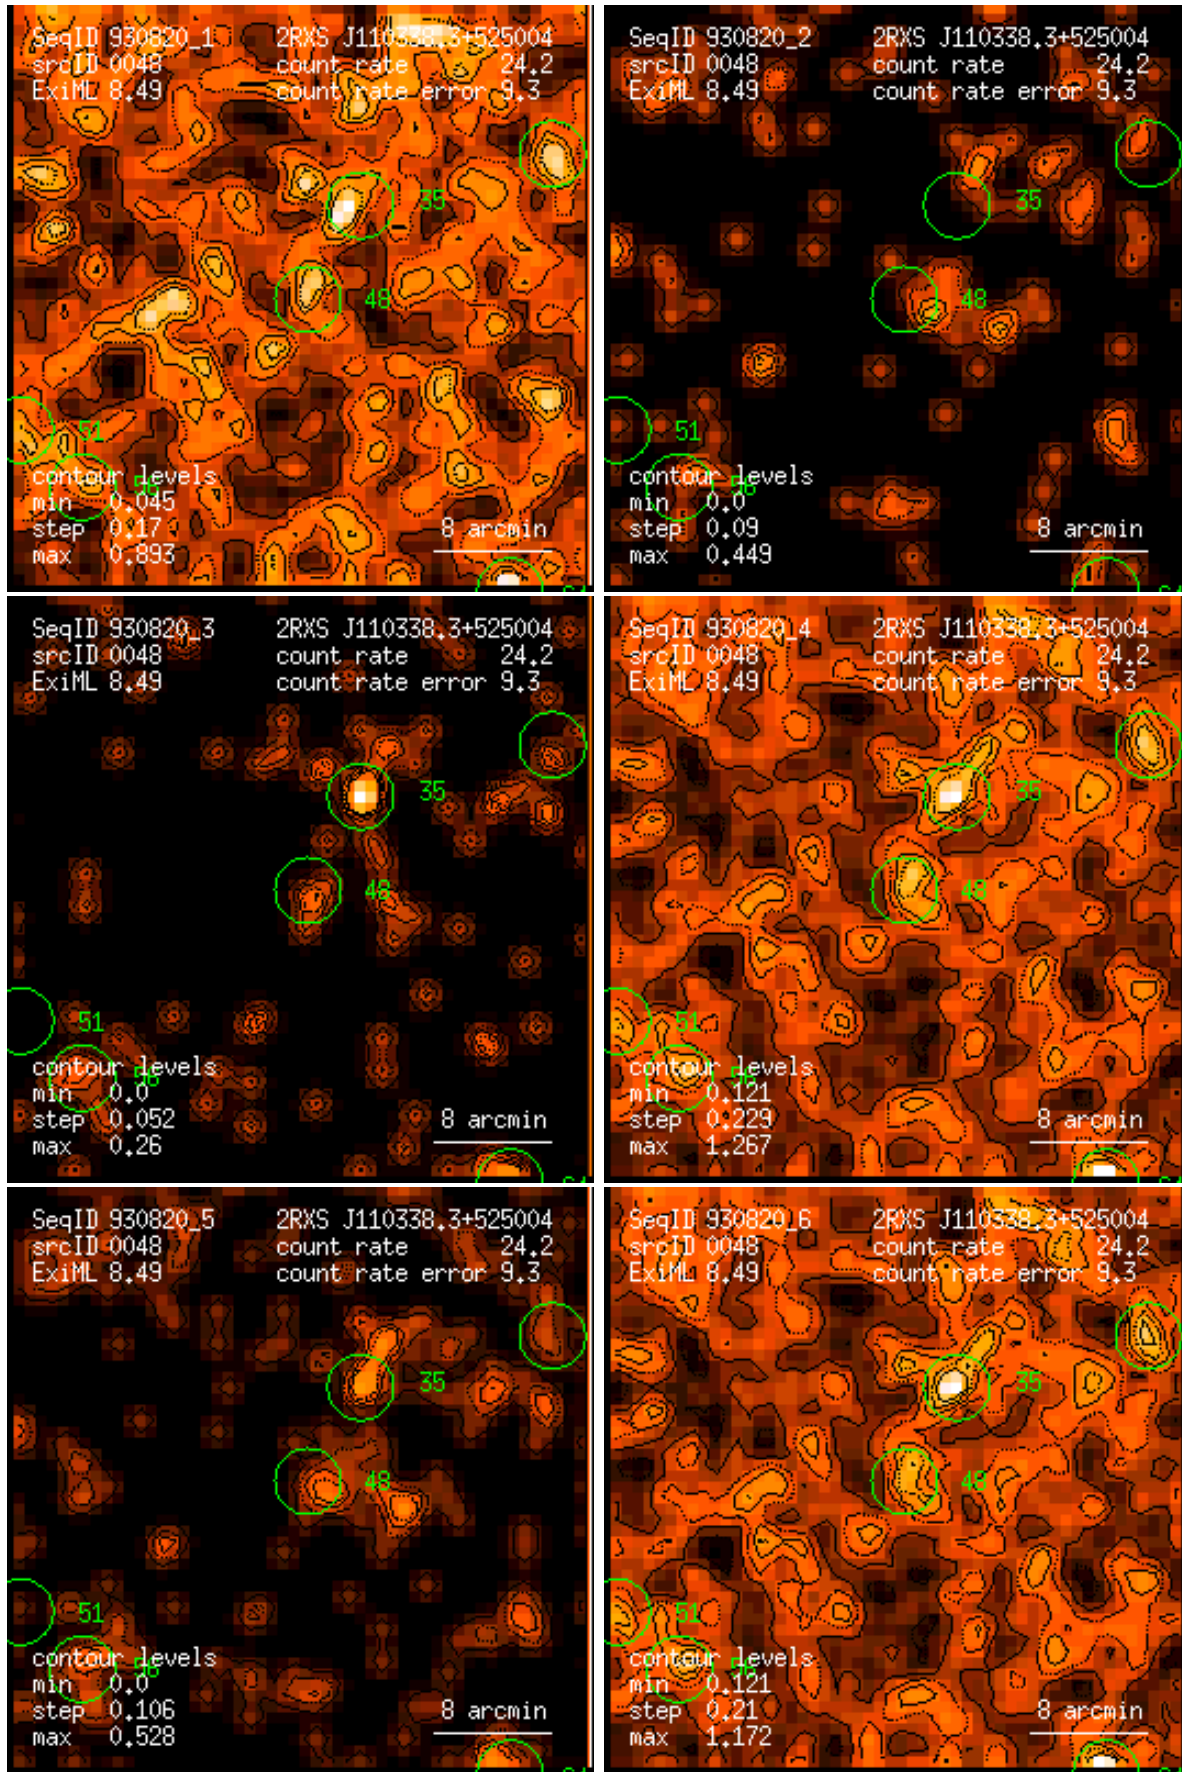 SeqID 930820_1 2RXS J110338.3+525004
srcID 0048 count rate 24.2
ExiML 8.49 count rate error 9.3
35
48
51
contour levels
56
min 0.045
step 0.17 8 arcmin
max 0.893
SeqID 930820_2 2RXS J110338.3+525004
srcID 0048 count rate 24.2
ExiML 8.49 count rate error 9.3
35
48
51
contour levels
56
min 0.0
step 0.09 8 arcmin
max 0.449
SeqID 930820_3 2RXS J110338.3+525004
srcID 0048 count rate 24.2
ExiML 8.49 count rate error 9.3
35
48
51
contour levels
56
min 0.0
step 0.052 8 arcmin
max 0.26
SeqID 930820_4 2RXS J110338.3+525004
srcID 0048 count rate 24.2
ExiML 8.49 count rate error 9.3
35
48
51
contour levels
56
min 0.121
step 0.229 8 arcmin
max 1.267
SeqID 930820_5 2RXS J110338.3+525004
srcID 0048 count rate 24.2
ExiML 8.49 count rate error 9.3
35
48
51
contour levels
56
min 0.0
step 0.106 8 arcmin
max 0.528
SeqID 930820_6 2RXS J110338.3+525004
srcID 0048 count rate 24.2
ExiML 8.49 count rate error 9.3
35
48
51
contour levels
56
min 0.121
step 0.21 8 arcmin
max 1.172